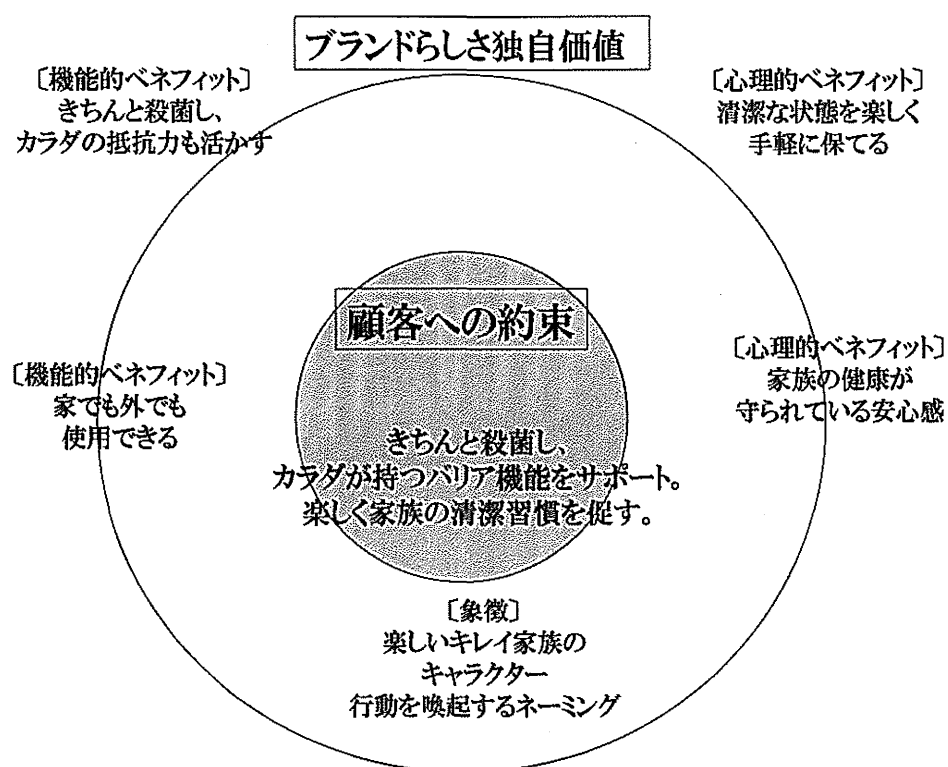 ブランドらしさ独自価値
〔機能的ベネフィット〕
きちんと殺菌し、
カラダの抵抗力も活かす
〔心理的ベネフィット〕
清潔な状態を楽しく
手軽に保てる
顧客への約束
〔機能的ベネフィット〕
家でも外でも
使用できる
〔心理的ベネフィット〕
家族の健康が
守られている安心感
きちんと殺菌し、
カラダが持つバリア機能をサポート。
楽しく家族の清潔習慣を促す。
〔象徴〕
楽しいキレイ家族の
キャラクター
行動を喚起するネーミング